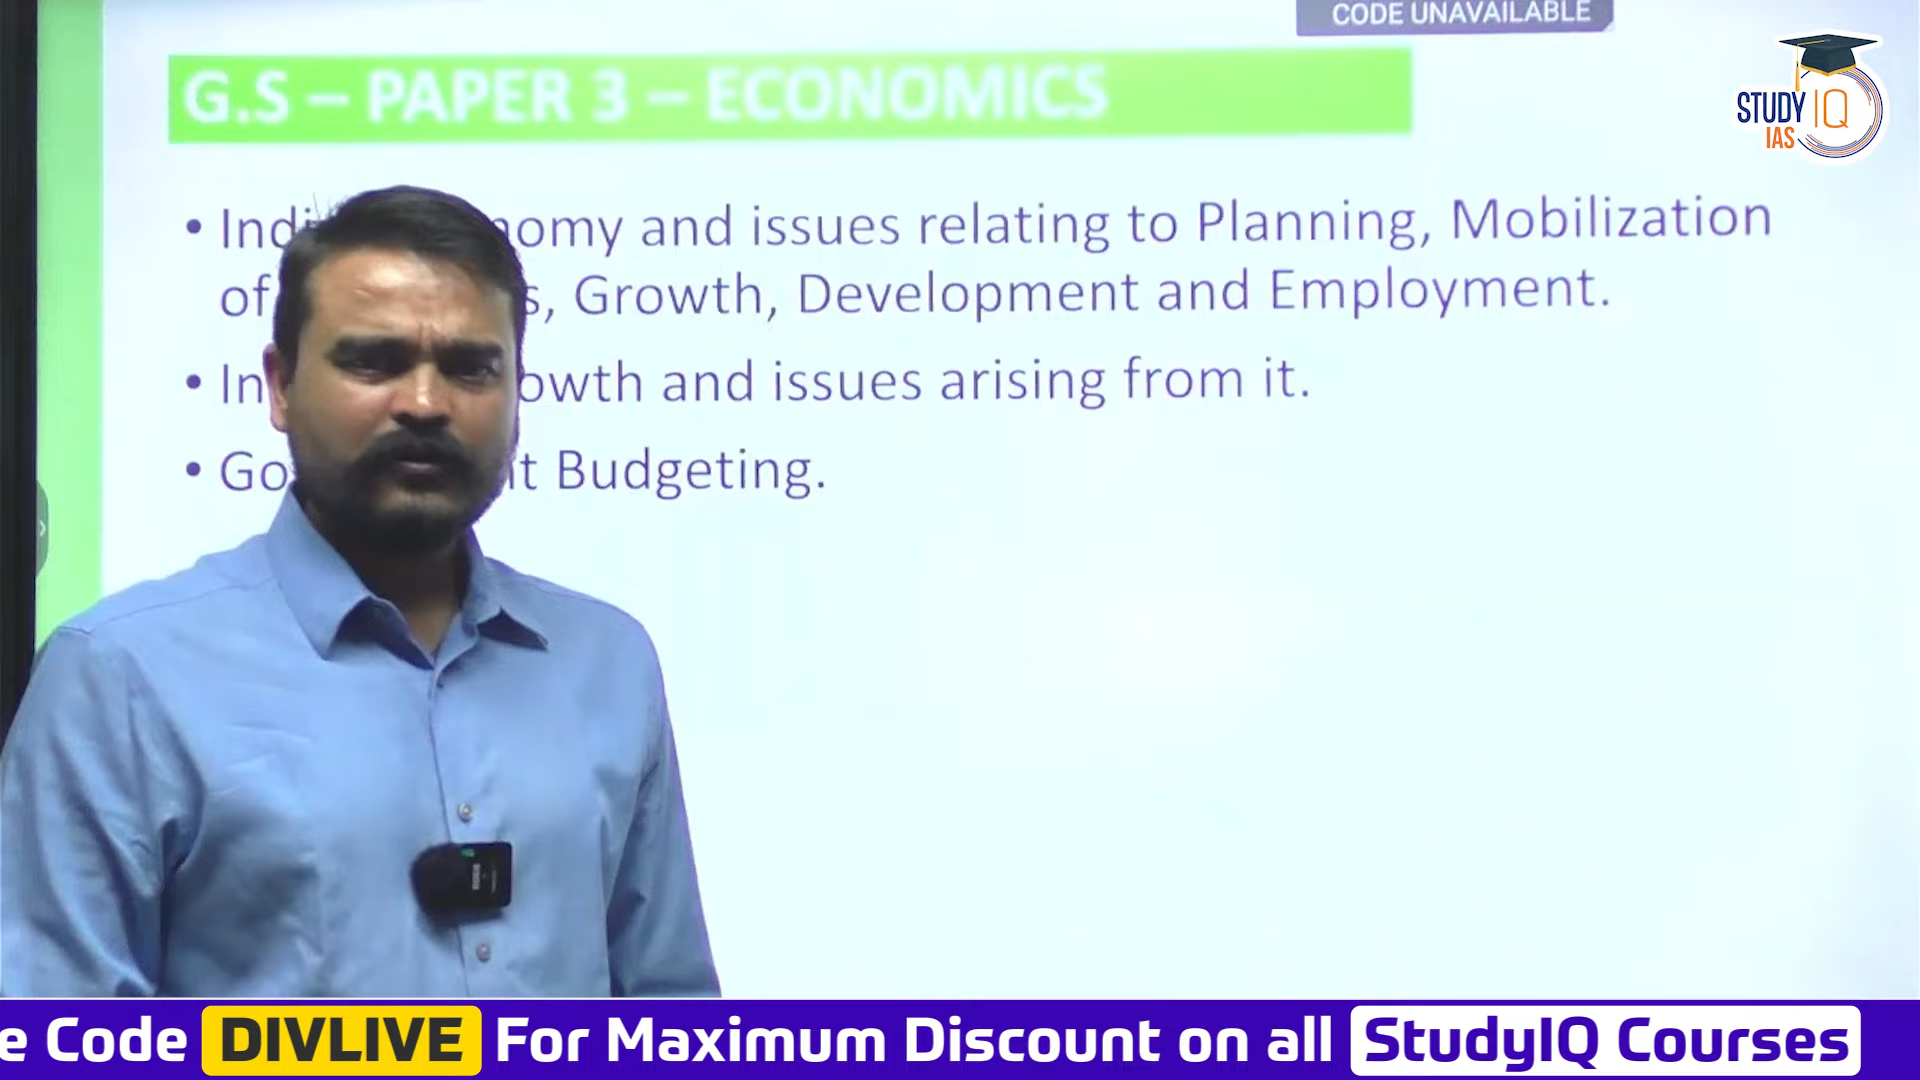 CODE UNAVAILABLE
G.S – PAPER 3 – ECONOMICS
STUDY IQ
IAS
• Ind nomy and issues relating to Planning, Mobilization
of s, Growth, Development and Employment.
• In owth and issues arising from it.
• Go t Budgeting.
e Code DIVLIVE For Maximum Discount on all StudyIQ Courses